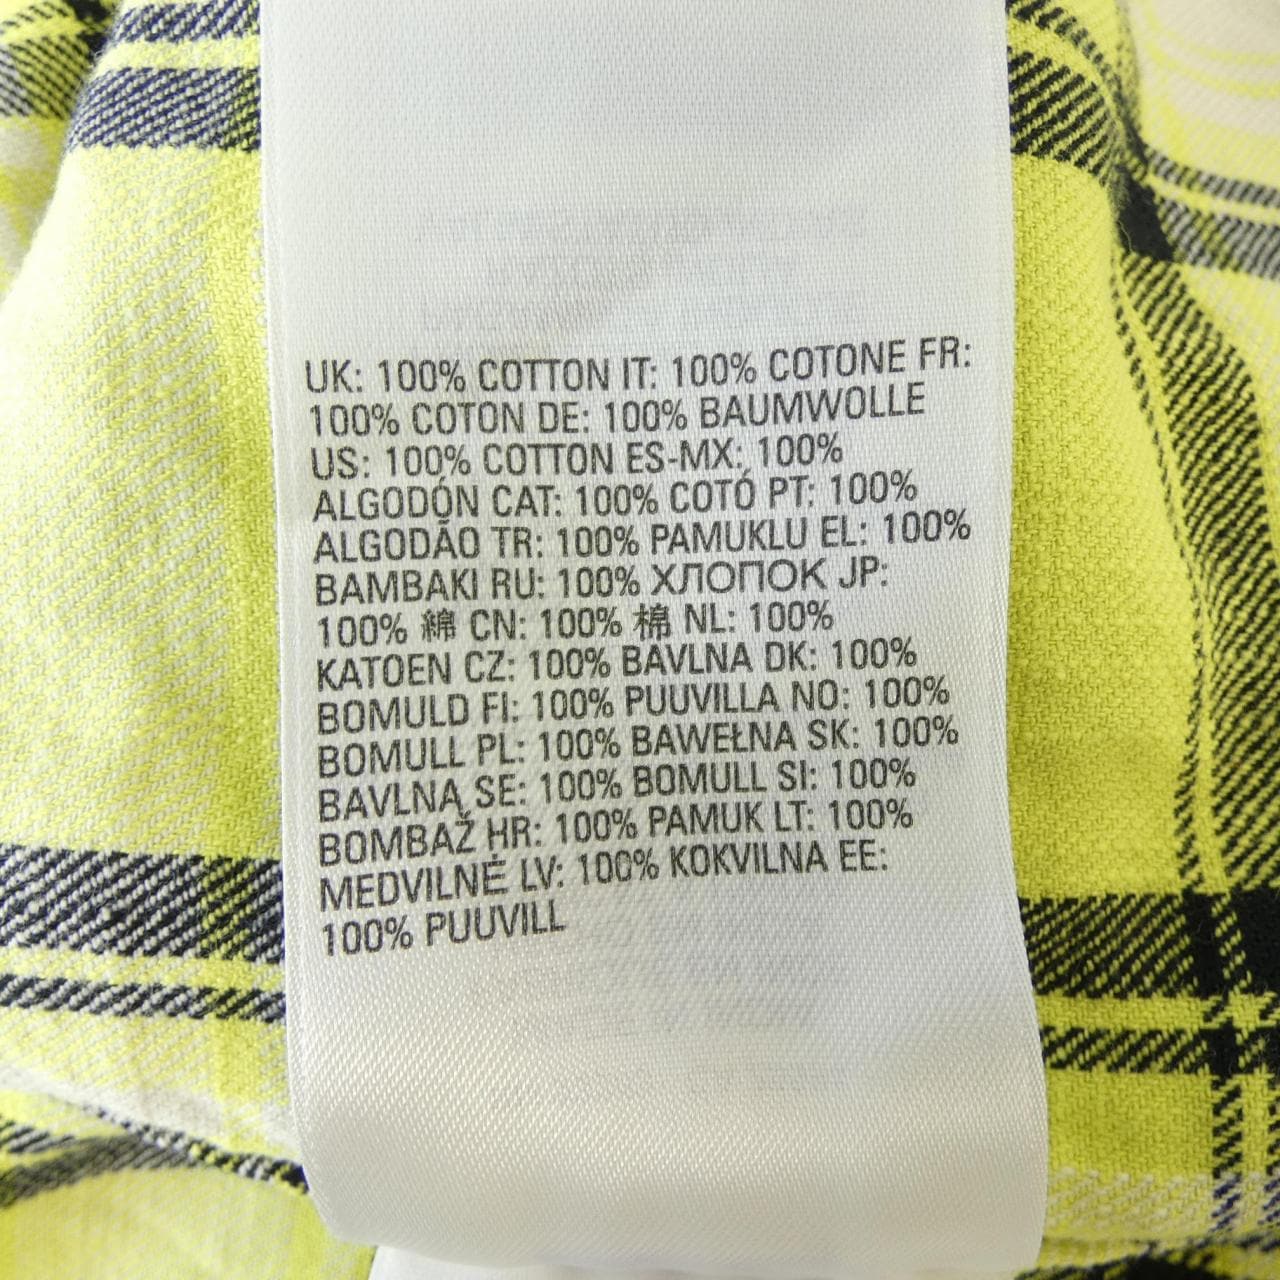 UK: 100% COTTON IT: 100% COTONE FR:
100% COTON DE: 100% BAUMWOLLE
US: 100% COTTON ES-MX: 100%
ALGODÓN CAT: 100% COTÓ PT: 100%
ALGODÃO TR: 100% PAMUKLU EL: 100%
BAMBAKI RU: 100% ХЛОПОК JP:
100% 綿 CN: 100% 棉 NL: 100%
KATOEN CZ: 100% BAVLNA DK: 100%
BOMULD FI: 100% PUUVILLA NO: 100%
BOMULL PL: 100% BAWEŁNA SK: 100%
BAVLNA SE: 100% BOMULL SI: 100%
BOMBAŽ HR: 100% PAMUK LT: 100%
MEDVILNĖ LV: 100% KOKVILNA EE:
100% PUUVILL